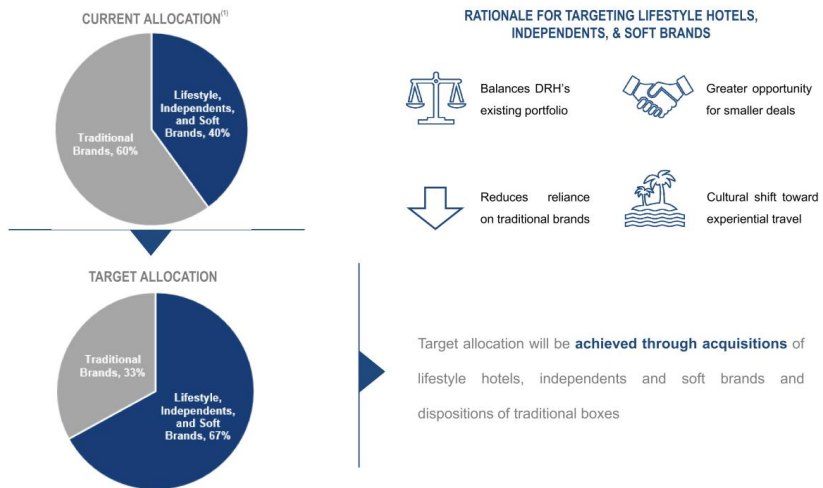 CURRENT ALLOCATION(1)
Lifestyle,
Independents,
and Soft
Brands, 40%
Traditional
Brands, 60%
TARGET ALLOCATION
Traditional
Brands, 33%
Lifestyle,
Independents,
and Soft
Brands, 67%
RATIONALE FOR TARGETING LIFESTYLE HOTELS,
INDEPENDENTS, & SOFT BRANDS
Balances DRH's
existing portfolio
Greater opportunity
for smaller deals
Reduces reliance
on traditional brands
Cultural shift toward
experiential travel
Target allocation will be achieved through acquisitions of
lifestyle hotels, independents and soft brands and
dispositions of traditional boxes